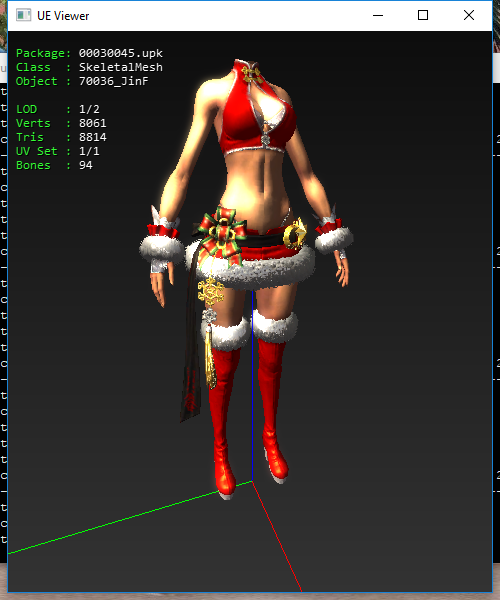 UE Viewer
Package: 00030045.upk
Class : SkeletalMesh
Object : 70036_JinF
LOD : 1/2
Verts : 8061
Tris : 8814
UV Set : 1/1
Bones : 94